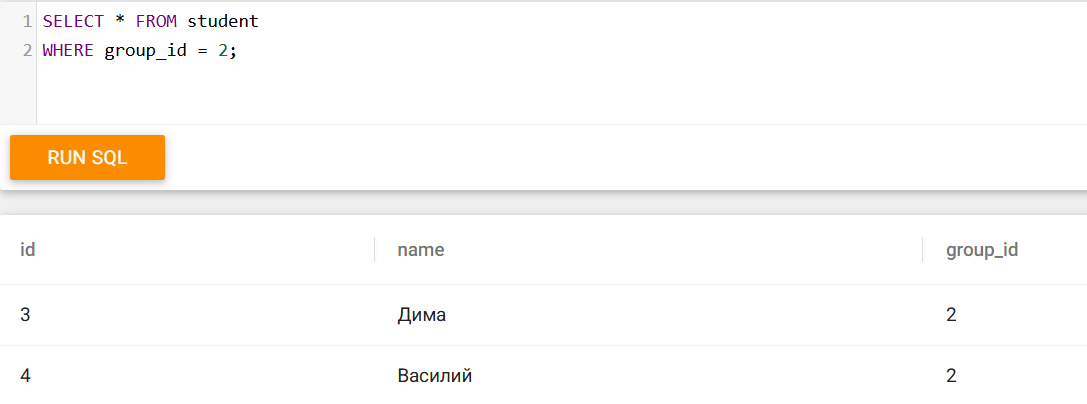 1 SELECT * FROM student
2 WHERE group_id = 2;
RUN SQL
id name group_id
3 Дима 2
4 Василий 2